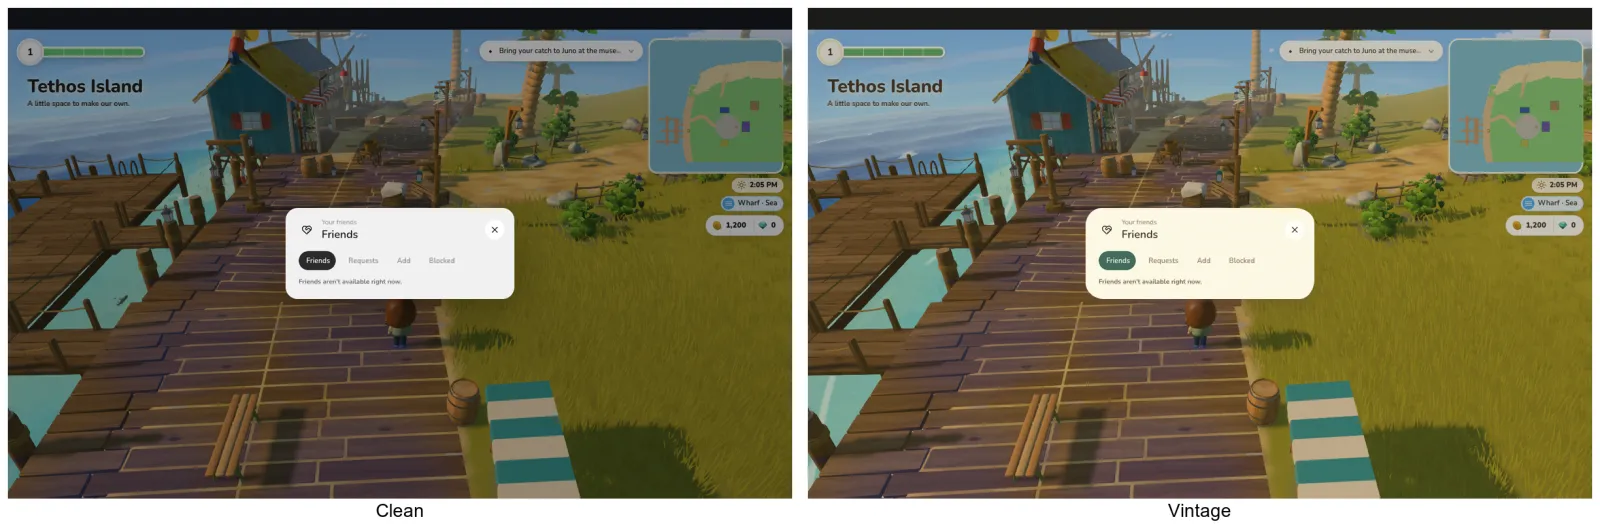 1
Bring your catch to Juno at the muse...
Tethos Island
A little space to make our own.
2:05 PM
Wharf · Sea
1,200 0
Your friends
Friends
Friends Requests Add Blocked
Friends aren't available right now.
Clean
1
Bring your catch to Juno at the muse...
Tethos Island
A little space to make our own.
2:05 PM
Wharf · Sea
1,200 0
Your friends
Friends
Friends Requests Add Blocked
Friends aren't available right now.
Vintage